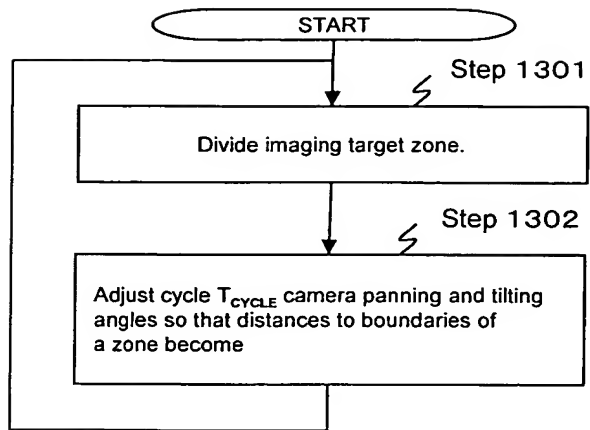 START
Step 1301
Divide imaging target zone.
Step 1302
Adjust cycle TCYCLE camera panning and tilting
angles so that distances to boundaries of
a zone become